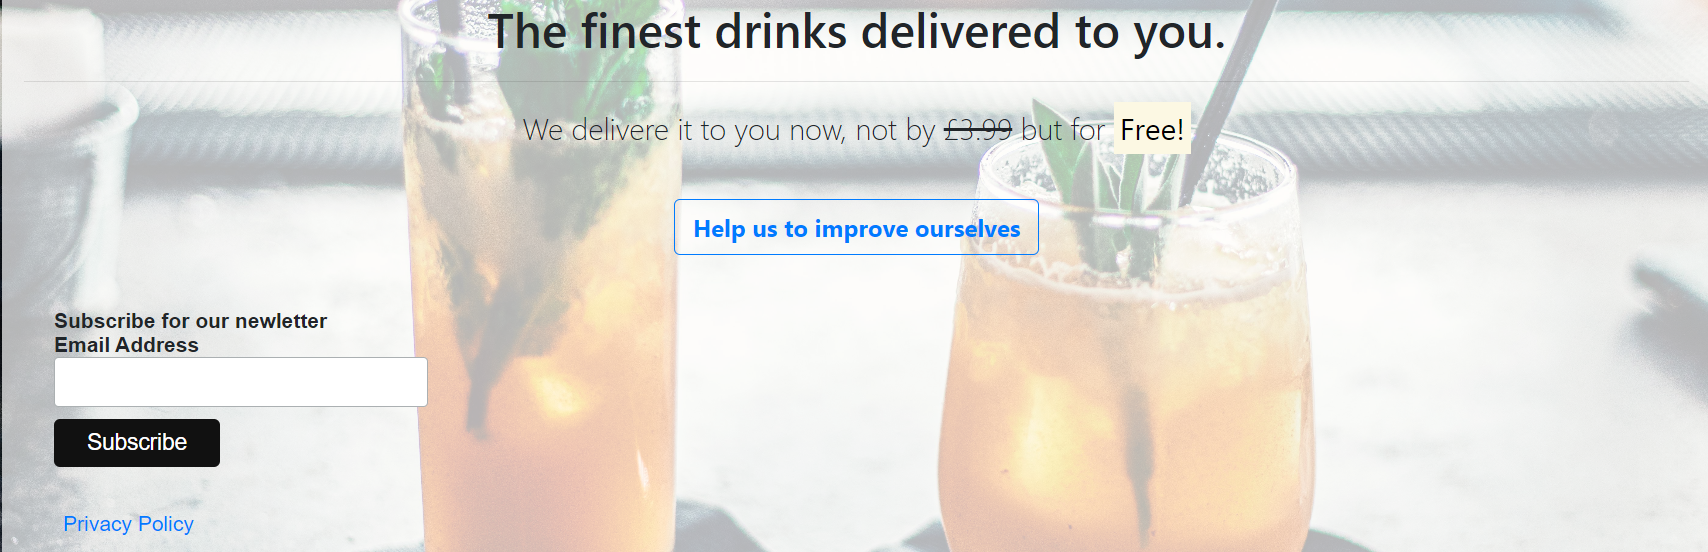 The finest drinks delivered to you.
We delivere it to you now, not by £3.99 but for Free!
Help us to improve ourselves
Subscribe for our newletter
Email Address
Subscribe
Privacy Policy